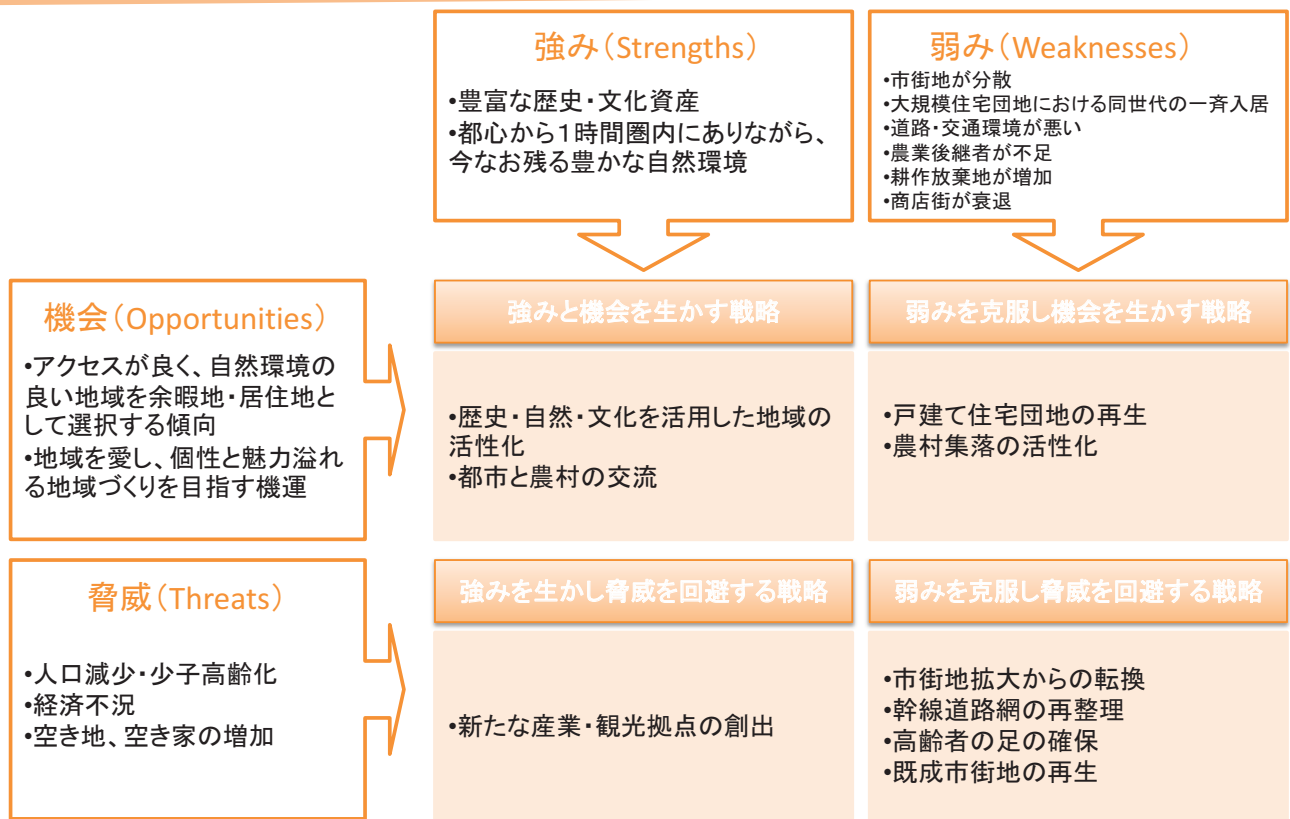 強み（Strengths）
•豊富な歴史・文化資産
•都心から１時間圏内にありながら、
今なお残る豊かな自然環境
弱み（Weaknesses）
•市街地が分散
•大規模住宅団地における同世代の一斉入居
•道路・交通環境が悪い
•農業後継者が不足
•耕作放棄地が増加
•商店街が衰退
機会（Opportunities）
•アクセスが良く、自然環境の
良い地域を余暇地・居住地と
して選択する傾向
•地域を愛し、個性と魅力溢れ
る地域づくりを目指す機運
強みと機会を生かす戦略
•歴史・自然・文化を活用した地域の
活性化
•都市と農村の交流
弱みを克服し機会を生かす戦略
•戸建て住宅団地の再生
•農村集落の活性化
脅威（Threats）
•人口減少・少子高齢化
•経済不況
•空き地、空き家の増加
強みを生かし脅威を回避する戦略
•新たな産業・観光拠点の創出
弱みを克服し脅威を回避する戦略
•市街地拡大からの転換
•幹線道路網の再整理
•高齢者の足の確保
•既成市街地の再生